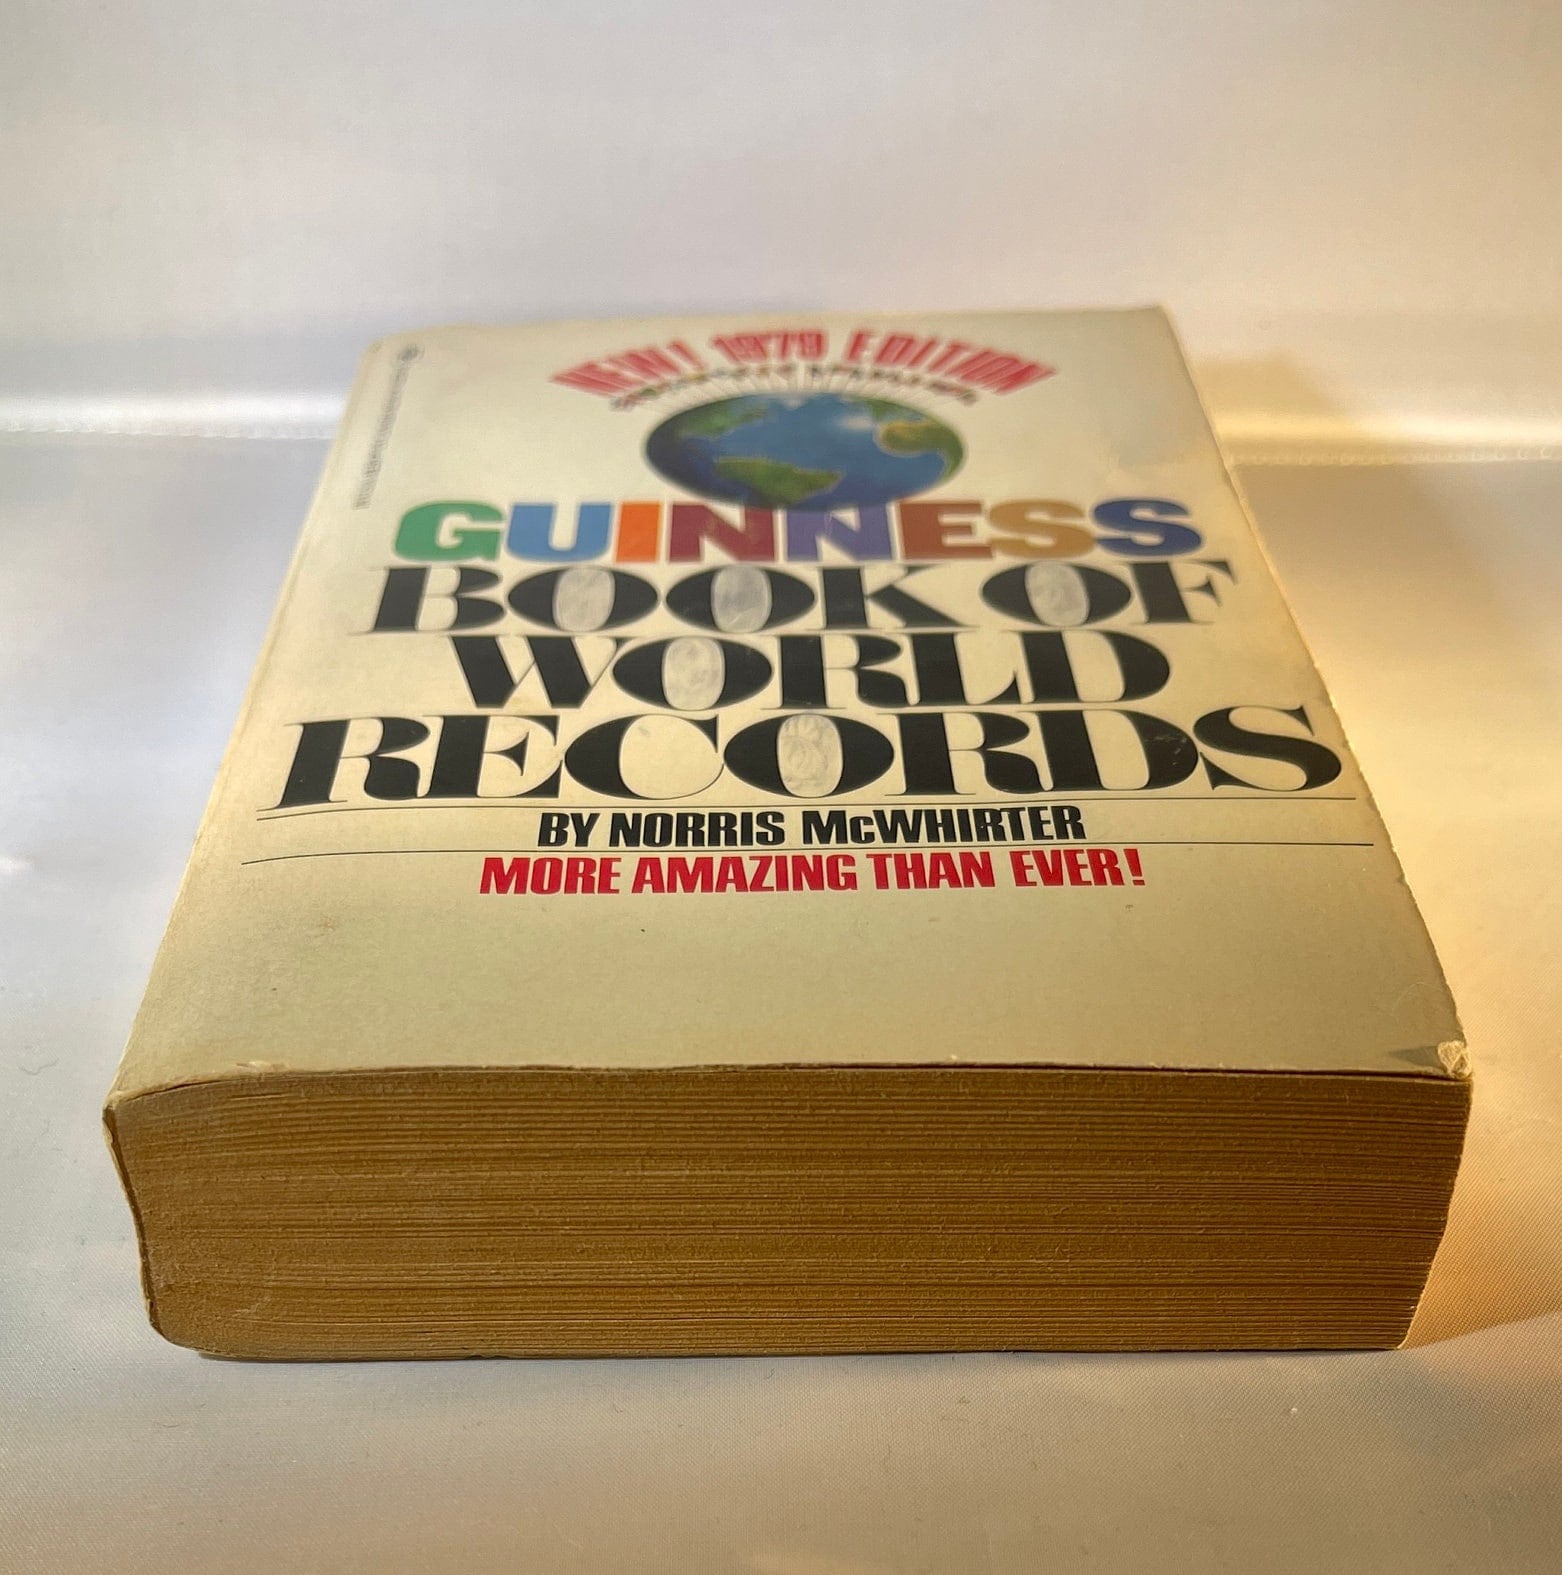 NEW! 1979 EDITION
GUINNESS
BOOK OF
WORLD
RECORDS
BY NORRIS McWHIRTER
MORE AMAZING THAN EVER!